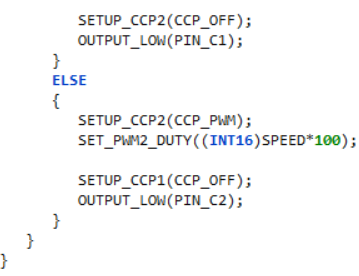 SETUP_CCP2(CCP_OFF);
OUTPUT_LOW(PIN_C1);
}
ELSE
{
SETUP_CCP2(CCP_PWM);
SET_PWM2_DUTY((INT16)SPEED*100);
SETUP_CCP1(CCP_OFF);
OUTPUT_LOW(PIN_C2);
}
}
}